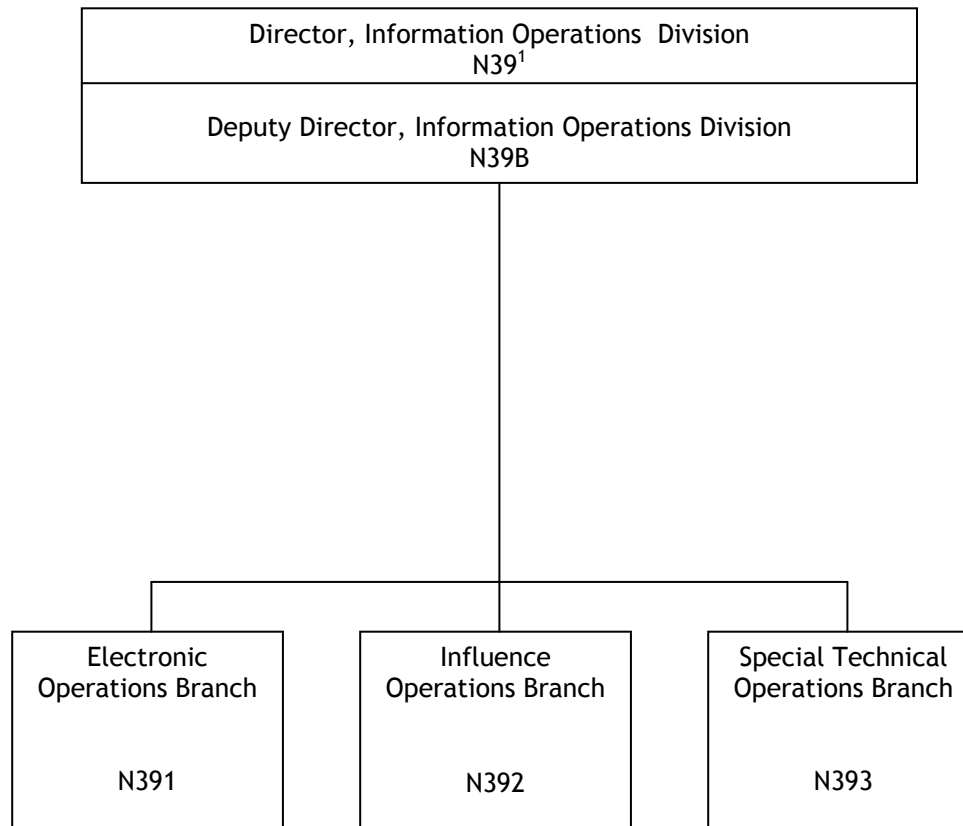 Director, Information Operations Division
N39¹
Deputy Director, Information Operations Division
N39B
Electronic
Operations Branch
N391
Influence
Operations Branch
N392
Special Technical
Operations Branch
N393